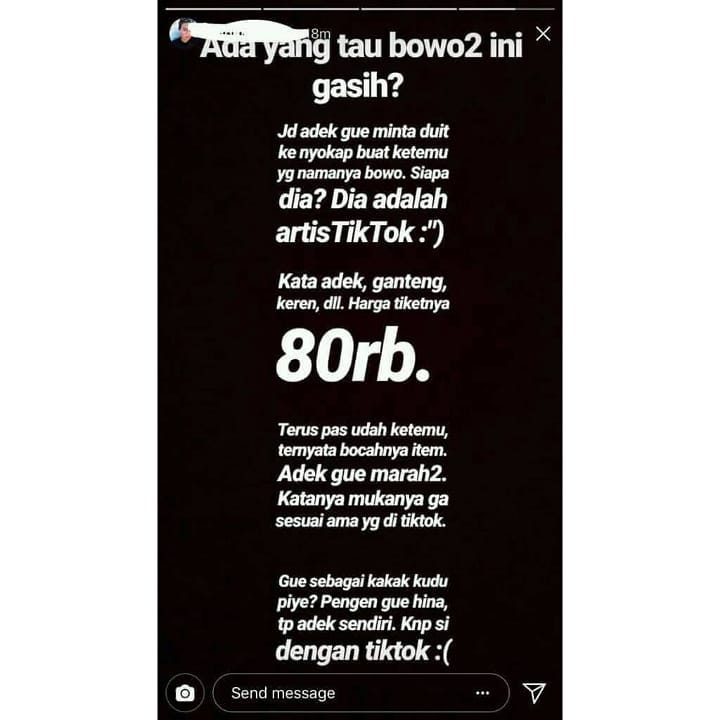 8m
Ada yang tau bowo2 ini
gasih?
Jd adek gue minta duit
ke nyokap buat ketemu
yg namanya bowo. Siapa
dia? Dia adalah
artisTikTok :")
Kata adek, ganteng,
keren, dll. Harga tiketnya
80rb.
Terus pas udah ketemu,
ternyata bocahnya item.
Adek gue marah2.
Katanya mukanya ga
sesuai ama yg di tiktok.
Gue sebagai kakak kudu
piye? Pengen gue hina,
tp adek sendiri. Knp si
dengan tiktok :(
Send message